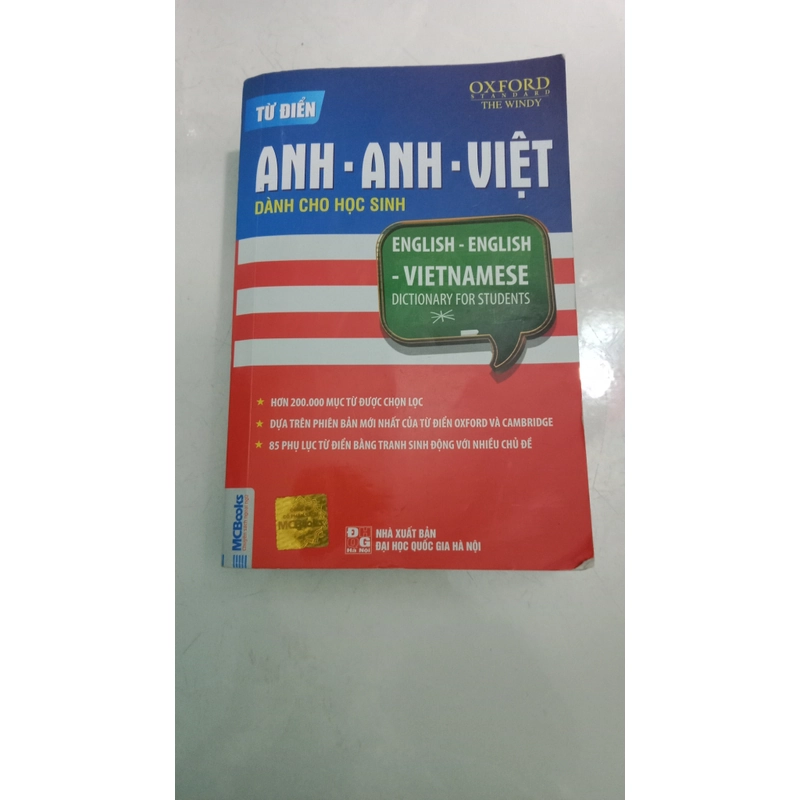 TỪ ĐIỂN
OXFORD
STANDARD
THE WINDY
ANH - ANH - VIỆT
DÀNH CHO HỌC SINH
ENGLISH - ENGLISH
- VIETNAMESE
DICTIONARY FOR STUDENTS
HƠN 200.000 MỤC TỪ ĐƯỢC CHỌN LỌC
DỰA TRÊN PHIÊN BẢN MỚI NHẤT CỦA TỪ ĐIỂN OXFORD VÀ CAMBRIDGE
85 PHỤ LỤC TỪ ĐIỂN BẰNG TRANH SINH ĐỘNG VỚI NHIỀU CHỦ ĐỀ
MCBooks
MCBooks
Hà Nội
NHÀ XUẤT BẢN
ĐẠI HỌC QUỐC GIA HÀ NỘI